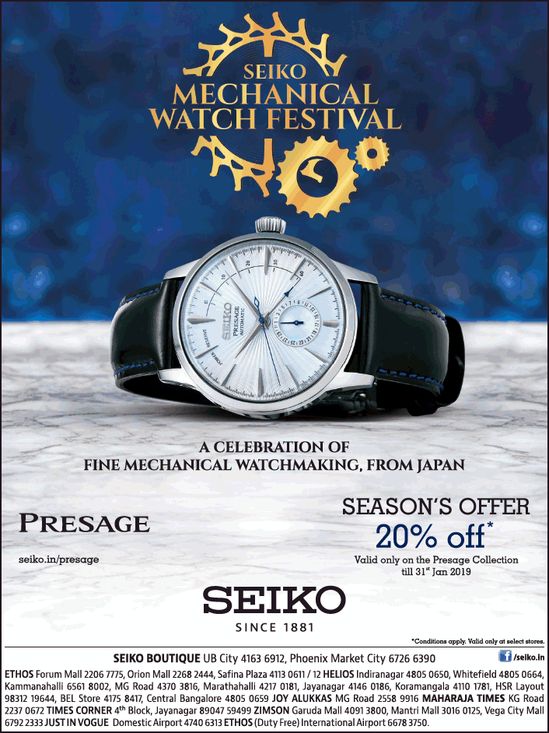 SEIKO
MECHANICAL
WATCH FESTIVAL
SEIKO
PRESAGE
AUTOMATIC
POWER RESERVE
A CELEBRATION OF
FINE MECHANICAL WATCHMAKING, FROM JAPAN
PRESAGE
seiko.in/presage
SEASON'S OFFER
20% off*
Valid only on the Presage Collection
till 31st Jan 2019
SEIKO
SINCE 1881
*Conditions apply. Valid only at select stores.
f /seiko.in
SEIKO BOUTIQUE UB City 4163 6912, Phoenix Market City 6726 6390
ETHOS Forum Mall 2206 7775, Orion Mall 2268 2444, Safina Plaza 4113 0611 / 12 HELIOS Indiranagar 4805 0650, Whitefield 4805 0664,
Kammanahalli 6561 8002, MG Road 4370 3816, Marathahalli 4217 0181, Jayanagar 4146 0186, Koramangala 4110 1781, HSR Layout
98312 19644, BEL Store 4175 8417, Central Bangalore 4805 0659 JOY ALUKKAS MG Road 2558 9916 MAHARAJA TIMES KG Road
2237 0672 TIMES CORNER 4th Block, Jayanagar 89047 59499 ZIMSON Garuda Mall 4091 3800, Mantri Mall 3016 0125, Vega City Mall
6792 2333 JUST IN VOGUE Domestic Airport 4740 6313 ETHOS (Duty Free) International Airport 6678 3750.